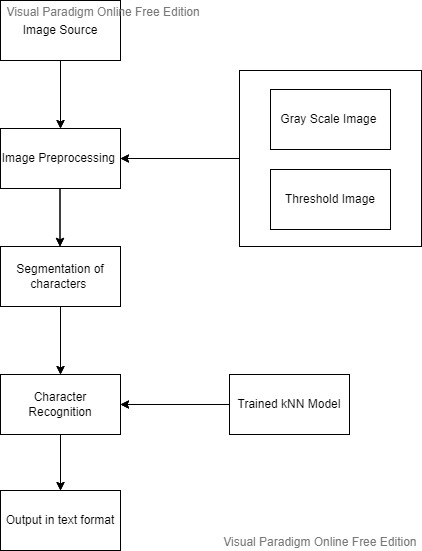 Visual Paradigm Online Free Edition
Image Source
Gray Scale Image
Image Preprocessing
Threshold Image
Segmentation of
characters
Character
Recognition
Trained kNN Model
Output in text format
Visual Paradigm Online Free Edition